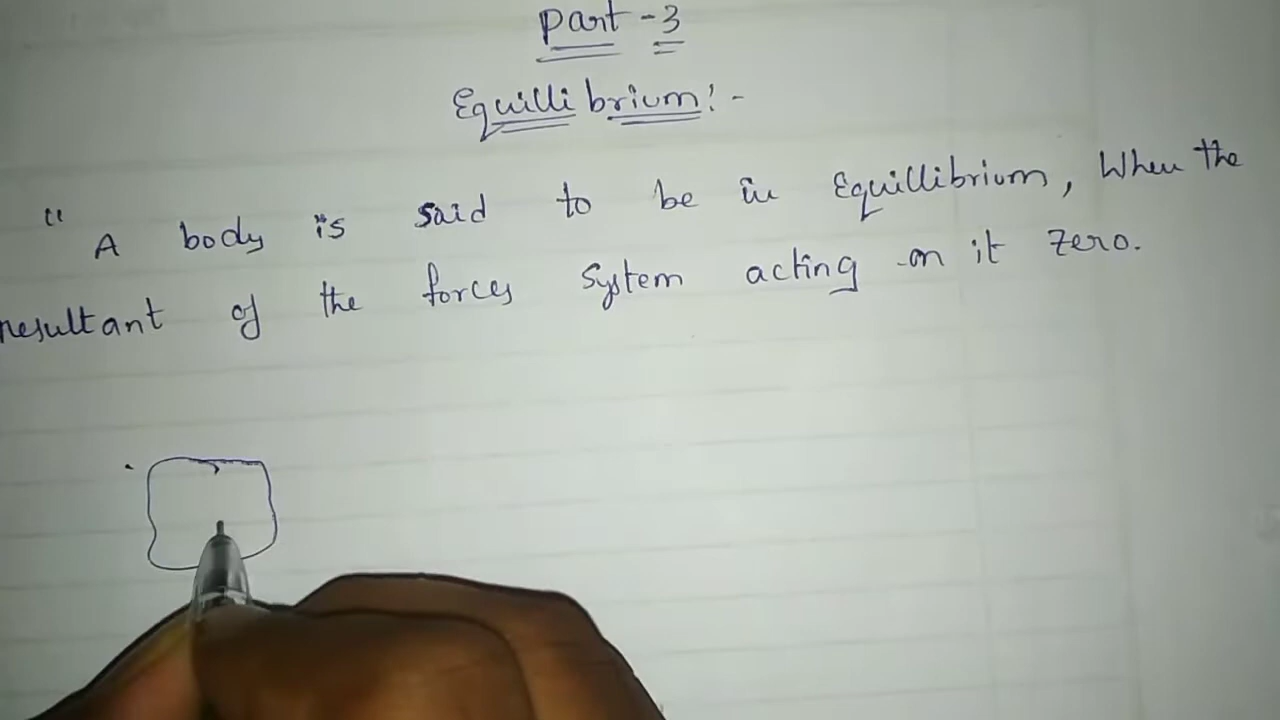 Part - 3
Equillibrium! -
" A body is said to be in Equillibrium, When the
resultant of the forces System acting on it Zero.